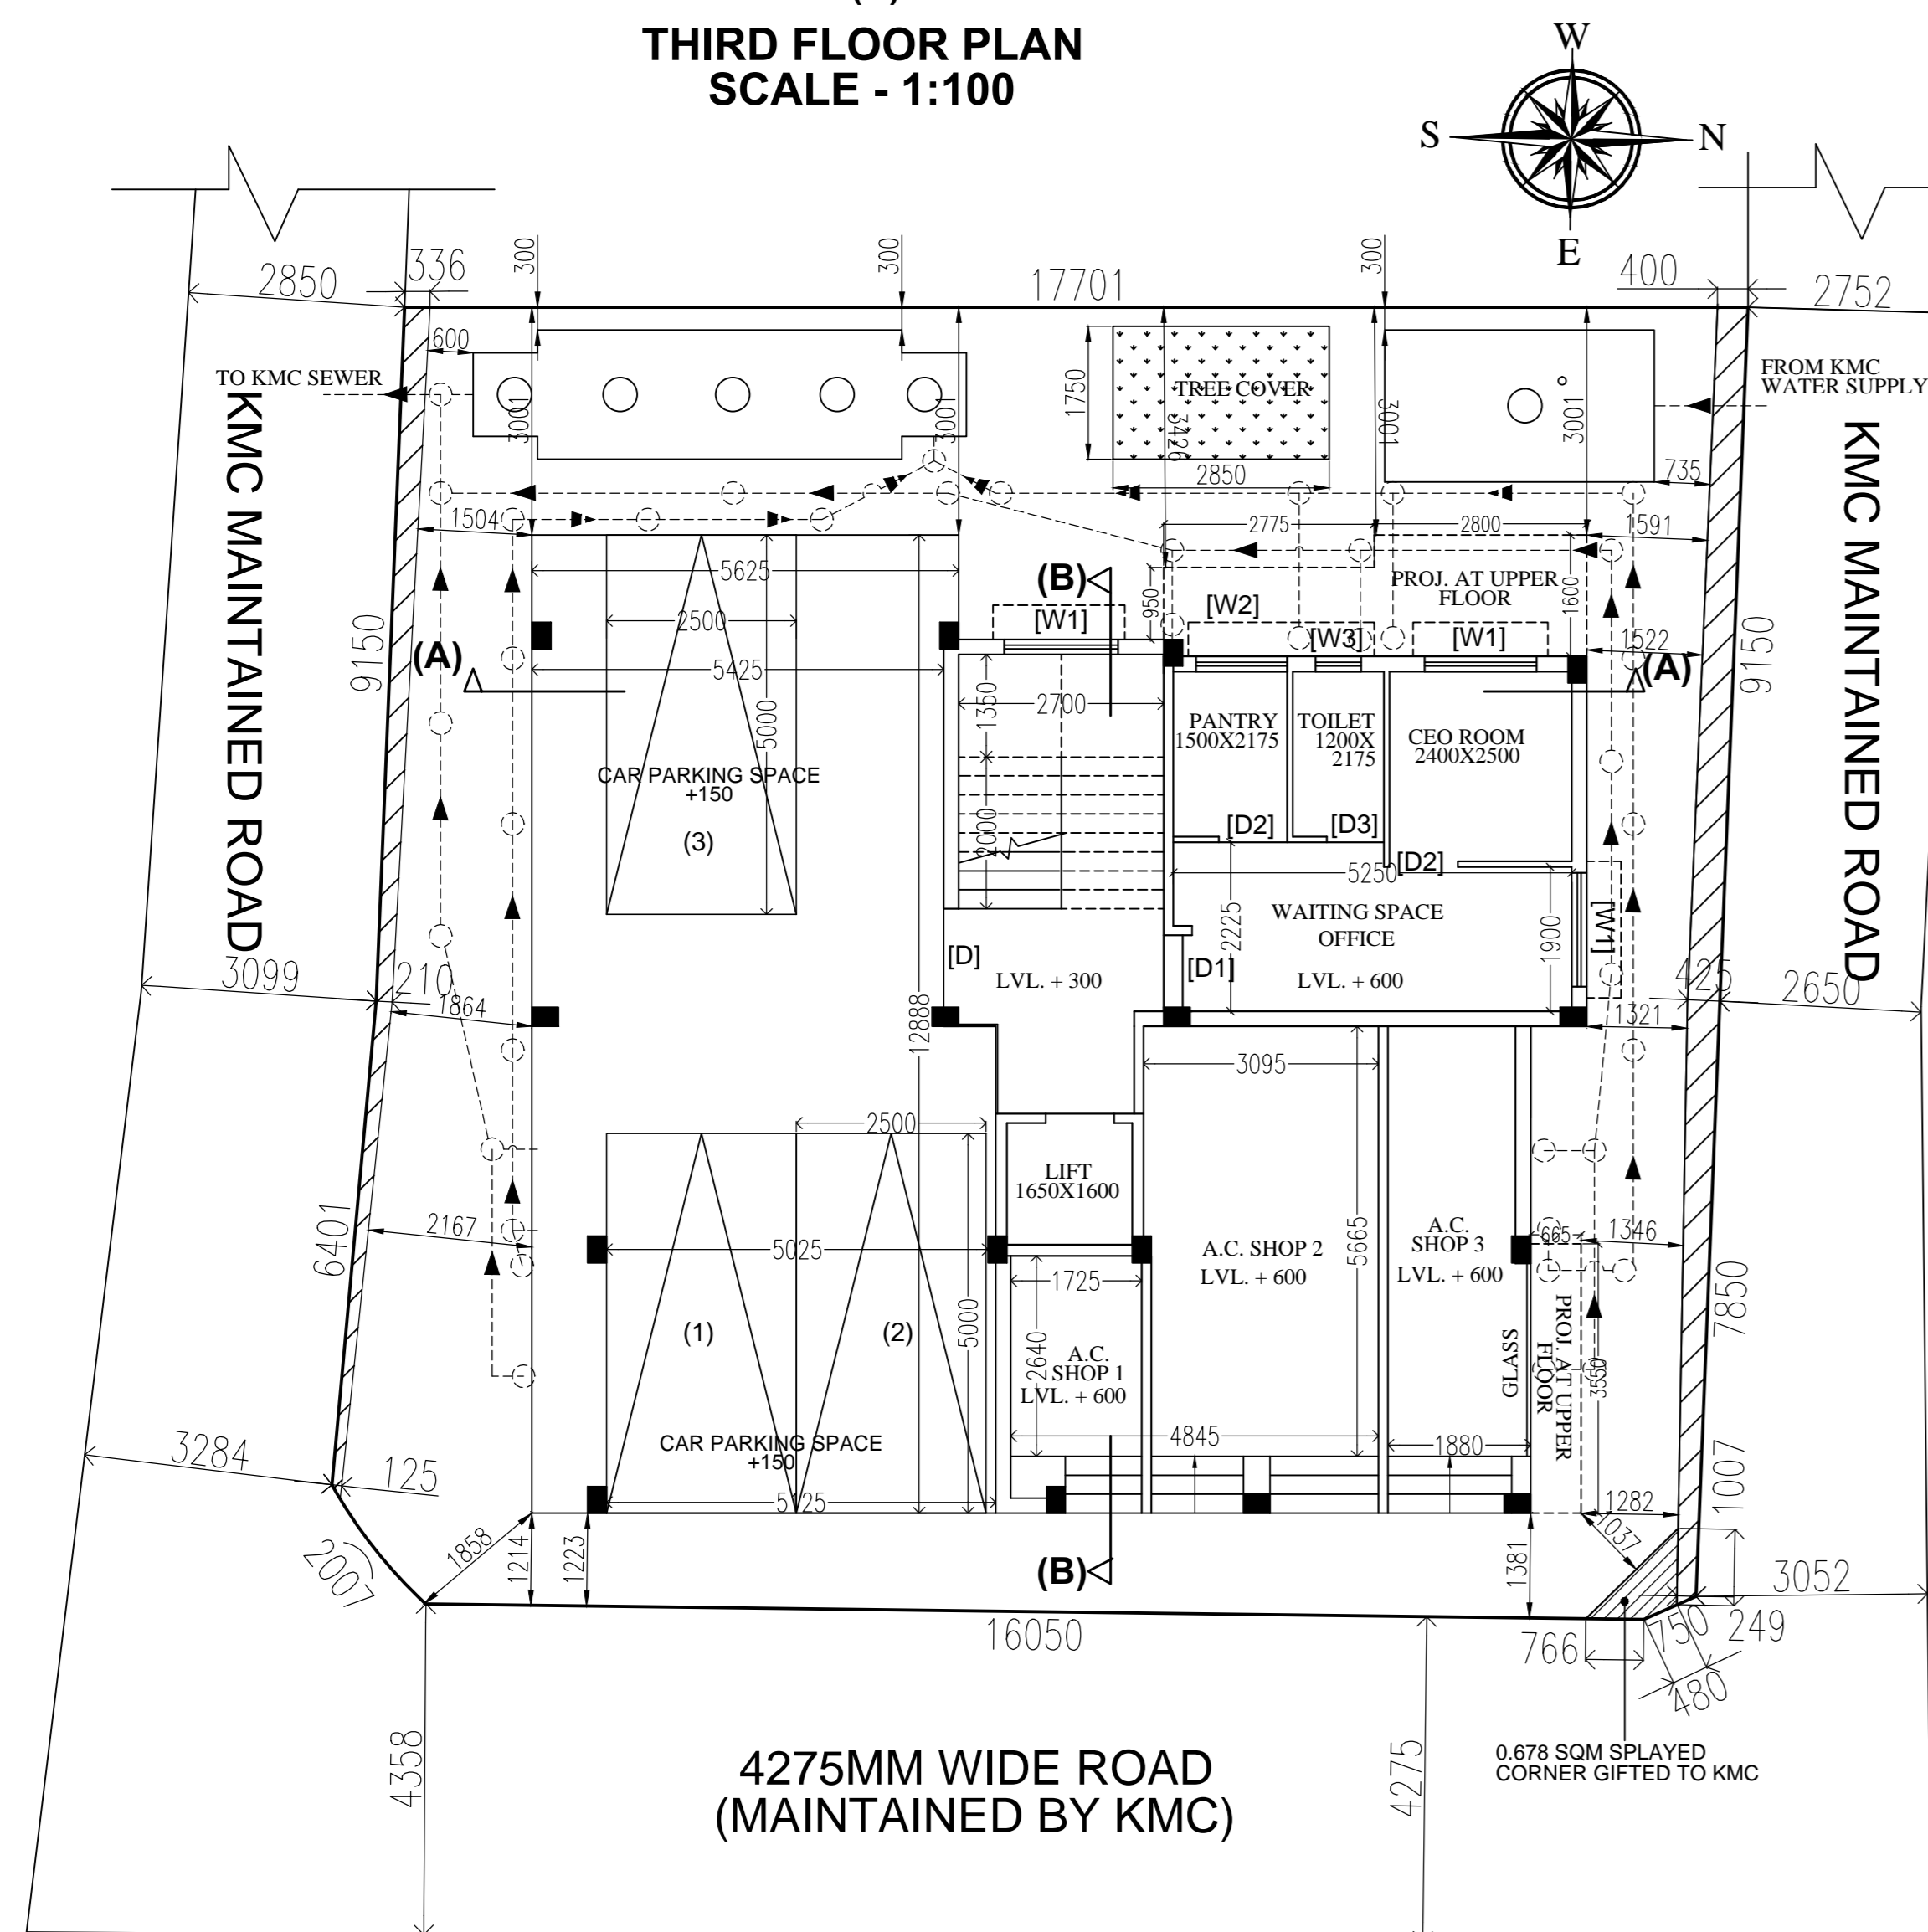 THIRD FLOOR PLAN
SCALE - 1:100
W
S
N
E
2850
336
300
300
17701
300
400
2752
600
TO KMC SEWER
3001
3001
1750
TREE COVER
3426
2850
3001
3001
FROM KMC
WATER SUPPLY
735
KMC MAINTAINED ROAD
KMC MAINTAINED ROAD
1504
2775
2800
1591
5625
(B)
950
PROJ. AT UPPER
FLOOR
1600
2500
[W1]
[W2]
[W3]
[W1]
1522
9150
(A)
5425
(A)
9150
1350
2700
5000
PANTRY
1500X2175
TOILET
1200X
2175
CEO ROOM
2400X2500
CAR PARKING SPACE
+150
(3)
2000
[D2]
[D3]
[D2]
5250
WAITING SPACE
OFFICE
2225
1900
[W1]
[D]
LVL. + 300
[D1]
LVL. + 600
3099
210
1864
12888
425
2650
1321
3095
2500
LIFT
1650X1600
6401
2167
5025
A.C. SHOP 2
LVL. + 600
5665
A.C.
SHOP 3
LVL. + 600
665
1346
1725
7850
(1)
(2)
5000
2640
A.C.
SHOP 1
LVL. + 600
GLASS
PROJ. AT UPPER
FLOOR
3550
CAR PARKING SPACE
+150
4845
1880
3284
125
5125
1282
1007
1858
1214
1223
1381
1037
2007
(B)
3052
16050
766
750
249
480
4358
4275MM WIDE ROAD
(MAINTAINED BY KMC)
4275
0.678 SQM SPLAYED
CORNER GIFTED TO KMC